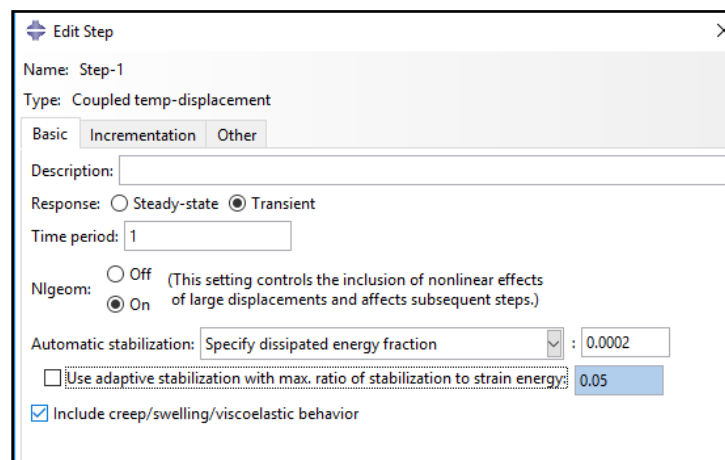 Edit Step
Name: Step-1
Type: Coupled temp-displacement
Basic Incrementation Other
Description:
Response: Steady-state Transient
Time period: 1
Nlgeom: Off (This setting controls the inclusion of nonlinear effects
On of large displacements and affects subsequent steps.)
Automatic stabilization: Specify dissipated energy fraction : 0.0002
Use adaptive stabilization with max. ratio of stabilization to strain energy: 0.05
Include creep/swelling/viscoelastic behavior